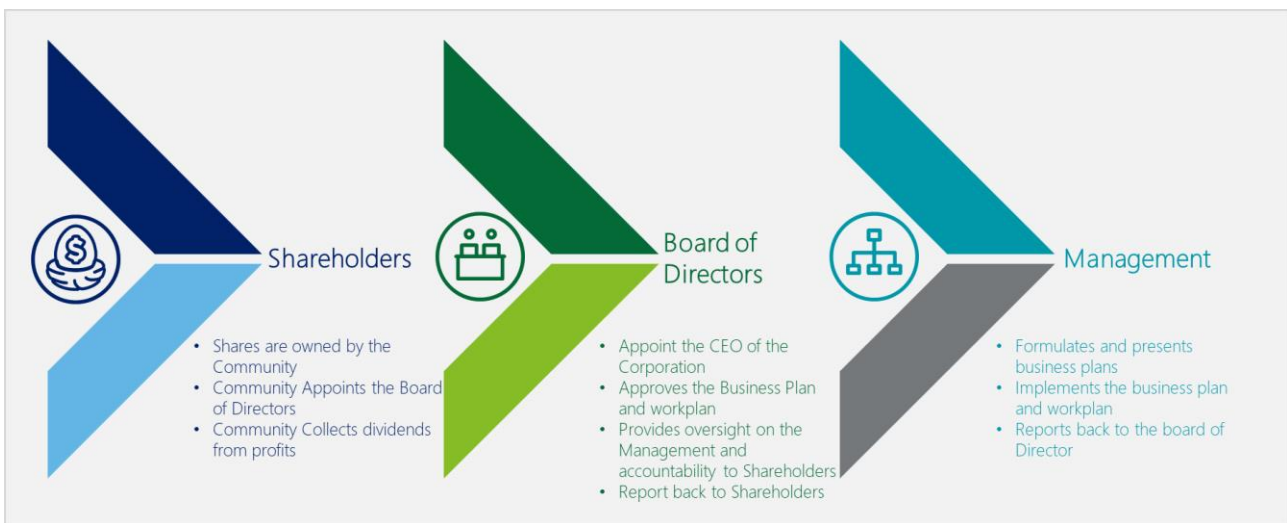 Shareholders
• Shares are owned by the
Community
• Community Appoints the Board
of Directors
• Community Collects dividends
from profits
Board of
Directors
• Appoint the CEO of the
Corporation
• Approves the Business Plan
and workplan
• Provides oversight on the
Management and
accountability to Shareholders
• Report back to Shareholders
Management
• Formulates and presents
business plans
• Implements the business plan
and workplan
• Reports back to the board of
Director